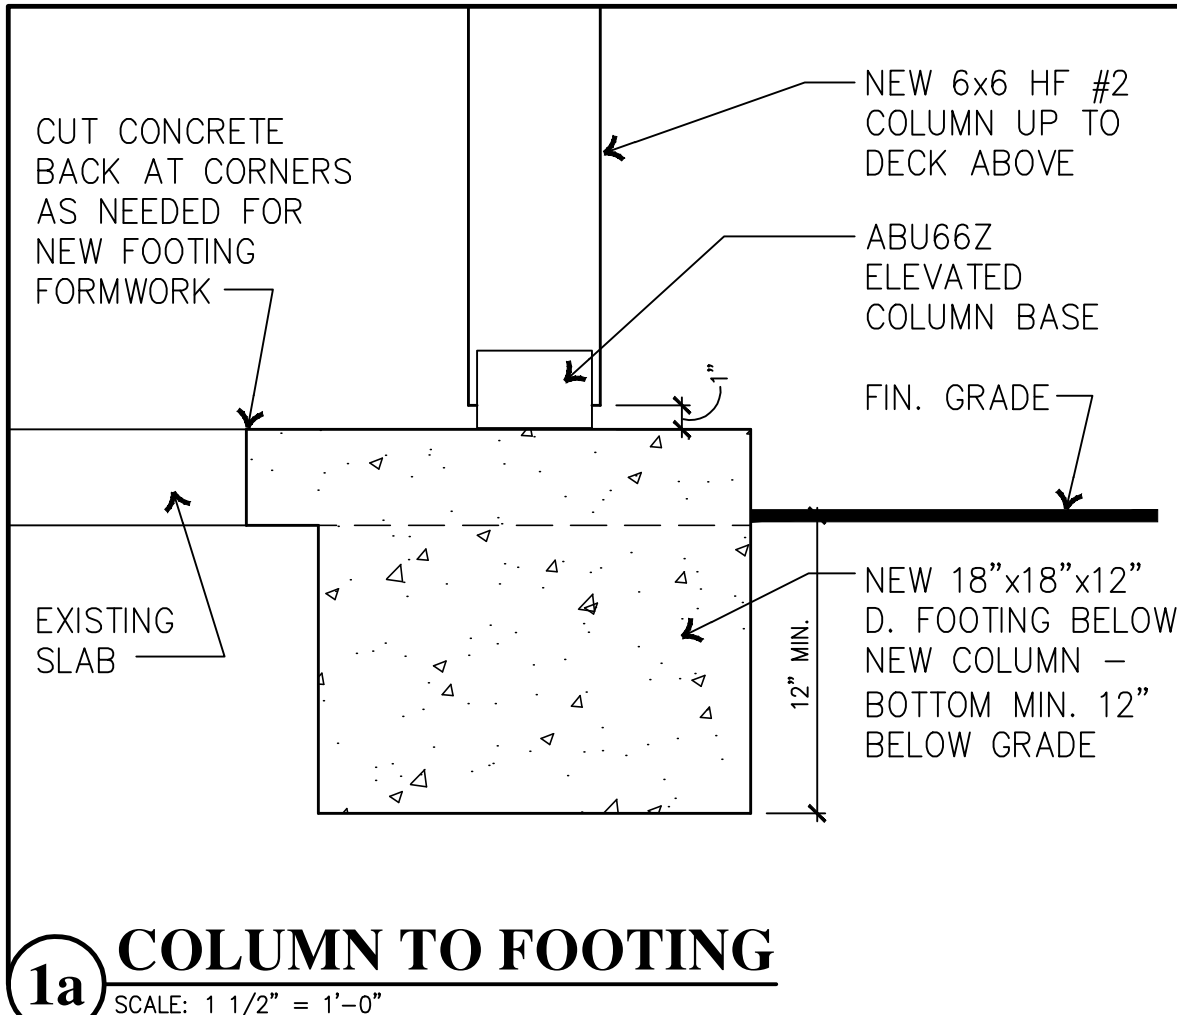 CUT CONCRETE
BACK AT CORNERS
AS NEEDED FOR
NEW FOOTING
FORMWORK
NEW 6x6 HF #2
COLUMN UP TO
DECK ABOVE
ABU66Z
ELEVATED
COLUMN BASE
1”
FIN. GRADE
EXISTING
SLAB
12” MIN.
NEW 18”x18”x12”
D. FOOTING BELOW
NEW COLUMN –
BOTTOM MIN. 12”
BELOW GRADE
1a
COLUMN TO FOOTING
SCALE: 1 1/2” = 1’–0”